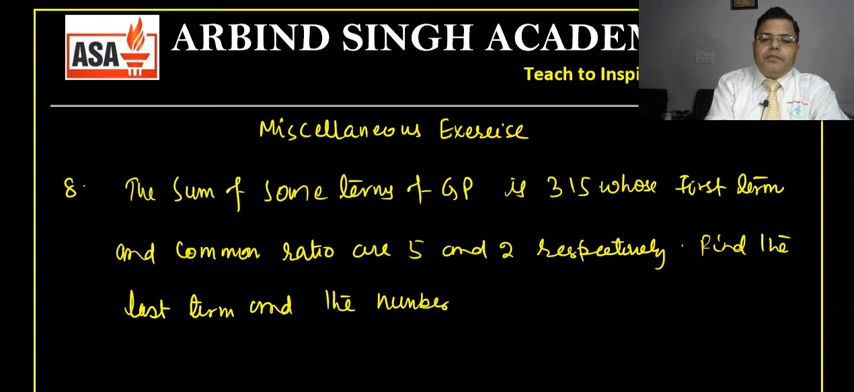 ASA
ARBIND SINGH ACADEM
Teach to Inspi
Miscellaneous Exercise
8. The Sum of Some terms of GP is 315 whose first term
and Common ratio are 5 and 2 respectively. Find the
last term and the number